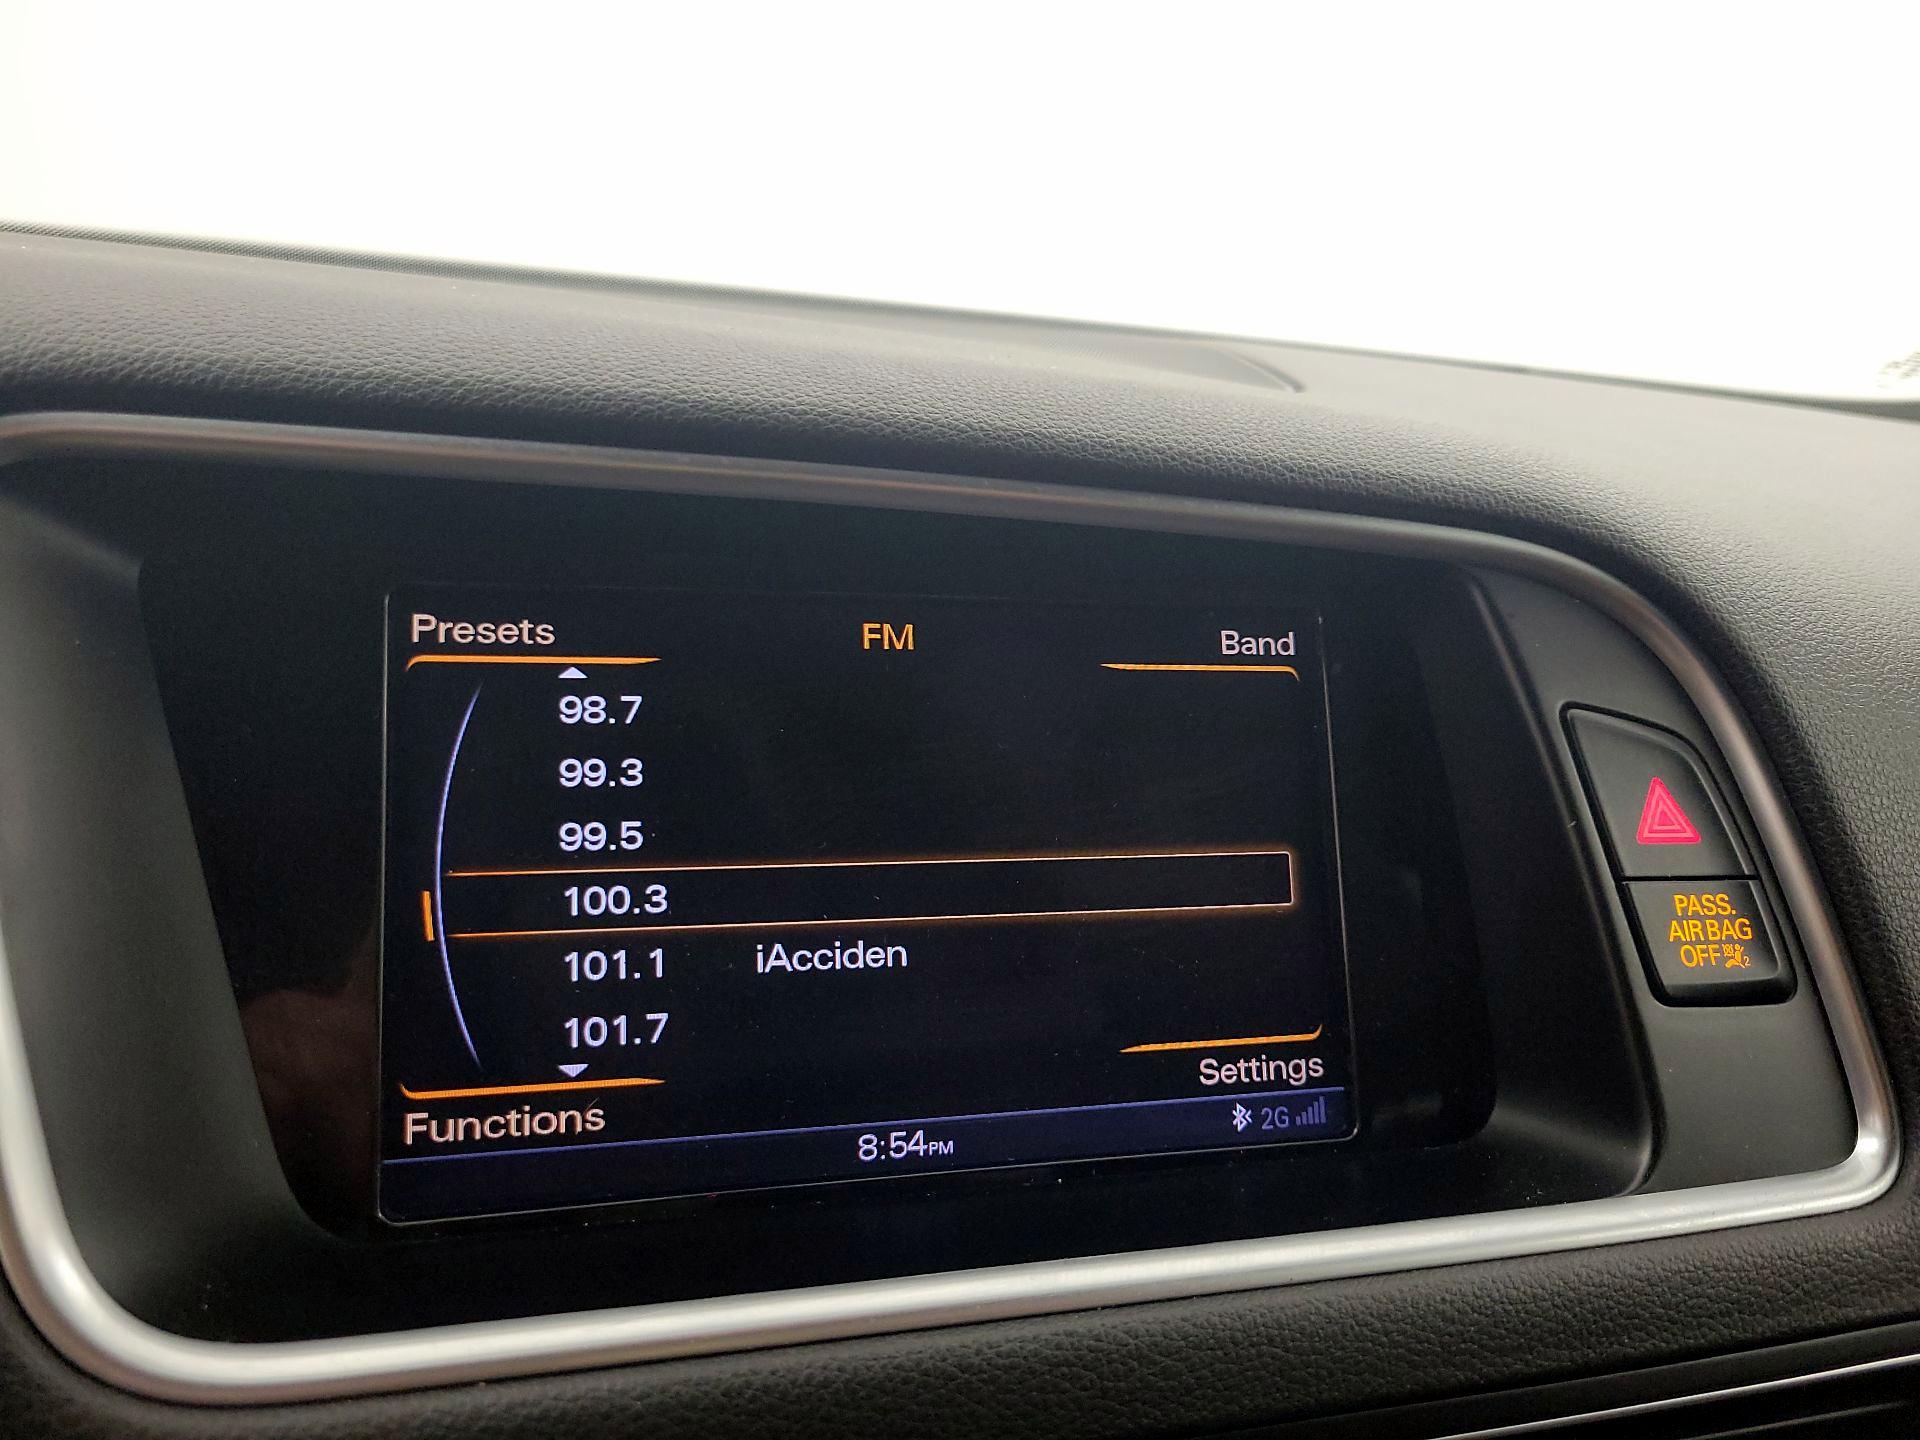 Presets FM Band
98.7
99.3
99.5
100.3
101.1 iAcciden
101.7
Settings
Functions
8:54PM
2G
PASS.
AIR BAG
OFF 2